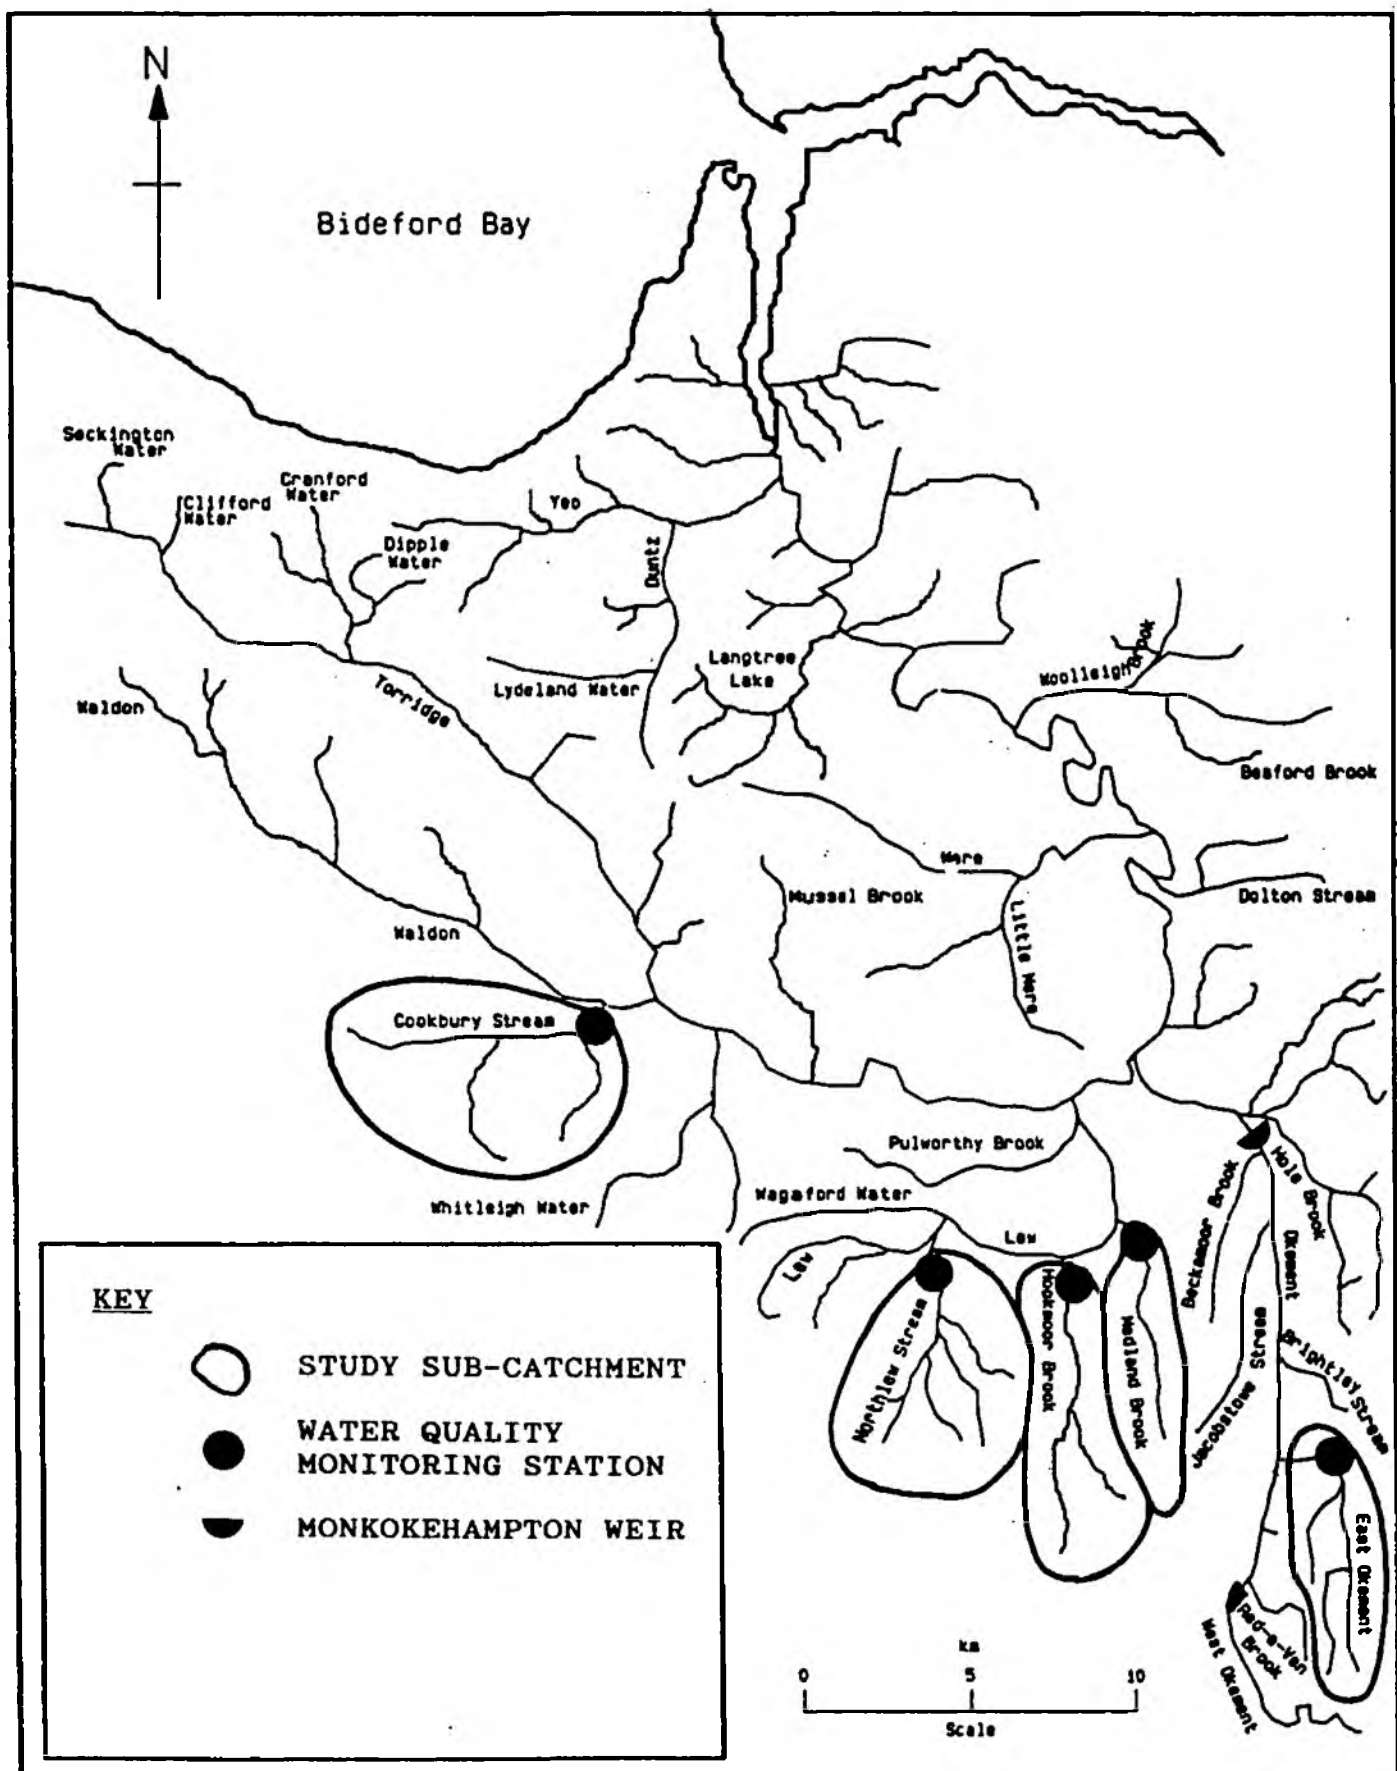 N
Bideford Bay
Seckington
Water
Cranford
Water
Clifford
Water
Yeo
Dipple
Water
Duntz
Woolleigh Brook
Langtree
Lake
Lydeland Water
Torridge
Waldon
Beaford Brook
Mere
Mussel Brook
Dolton Stream
Little Mere
Waldon
Cookbury Stream
Pulworthy Brook
Hole Brook
Whitleigh Water
Wagaford Water
Beckamoor Brook
Lew
Lew
Okement
KEY
STUDY SUB-CATCHMENT
WATER QUALITY
MONITORING STATION
MONKOKEHAMPTON WEIR
Northlew Stream
Hookmoor Brook
Medland Brook
Jacobstowe Stream
Brightley Stream
East Okement
Red-a-Ven
Brook
West Okement
km
0 5 10
Scale